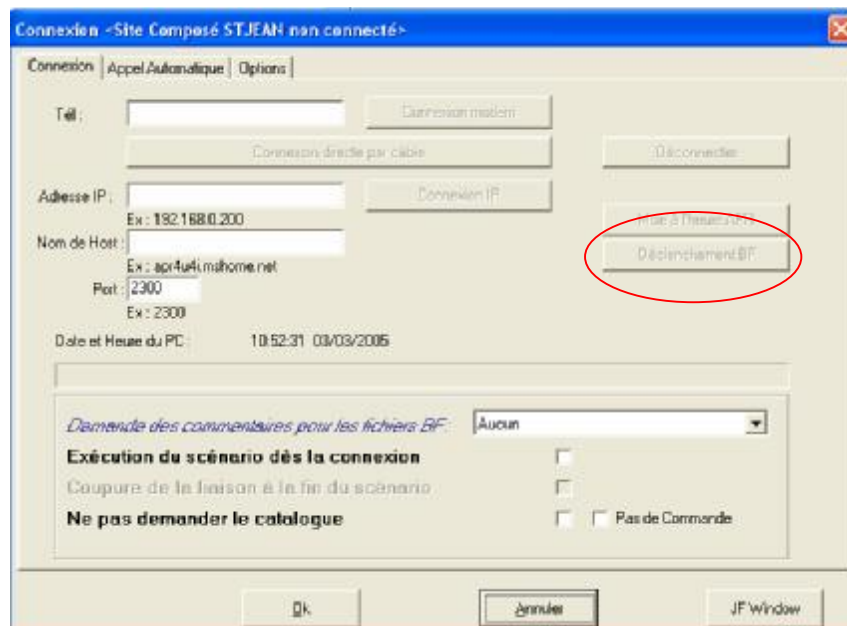 Connexion <Site Composé STJEAN non connecté>
Connexion Appel Automatique Options
Tél : Connexion modem
Connexion directe par câble Déconnecter
Adresse IP : Connexion IP
Ex : 192.168.0.200
Nom de Host : Déclenchement BF
Ex : apr4u4i.mshome.net
Port : 2300
Ex : 2300
Date et Heure du PC : 10:52:31 03/03/2005
Demande des commentaires pour les fichiers BF: Aucun
Exécution du scénario dès la connexion
Coupure de la liaison à la fin du scénario
Ne pas demander le catalogue Pas de Commande
Ok Annuler JF Window